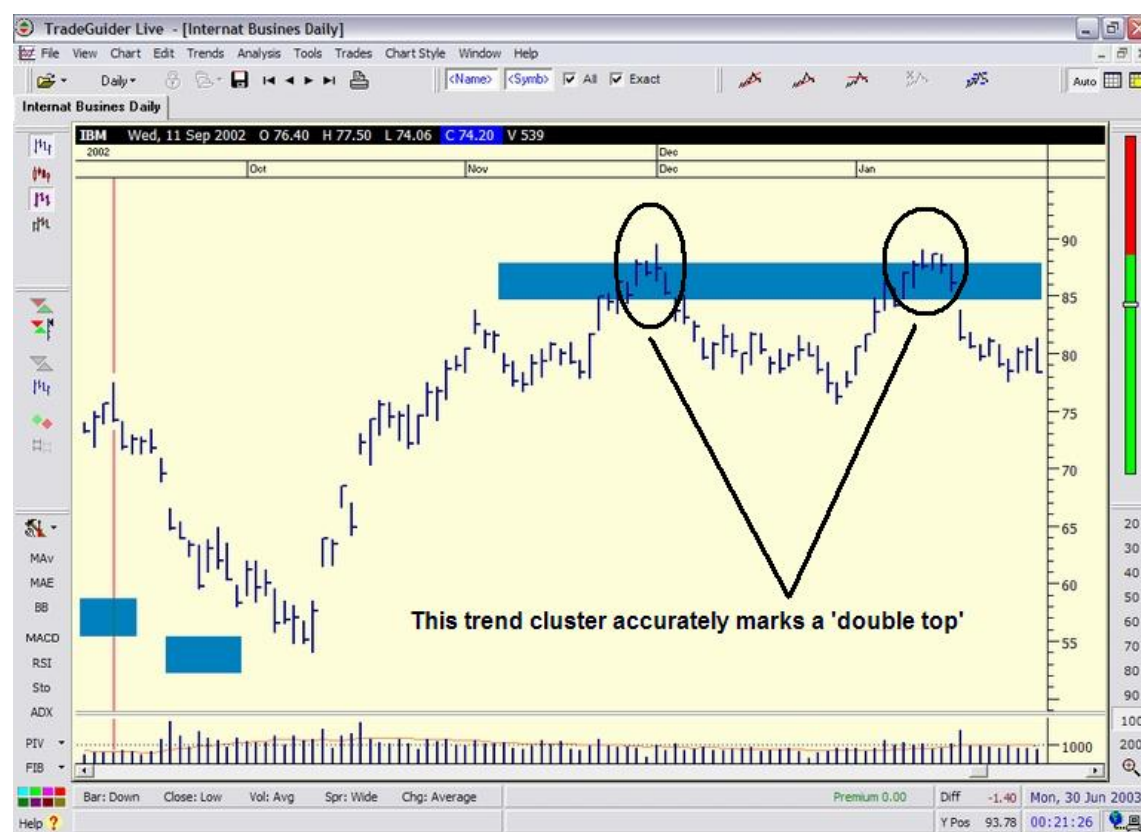 TradeGuider Live - [Internat Busines Daily]
File View Chart Edit Trends Analysis Tools Trades Chart Style Window Help
Daily <Name> <Symb> All Exact Auto
Internat Busines Daily
IBM Wed, 11 Sep 2002 O 76.40 H 77.50 L 74.06 C 74.20 V 539
2002 Dec
Oct Nov Dec Jan
90
85
80
75
70
65
60
55
1000
This trend cluster accurately marks a 'double top'
MAv
MAE
BB
MACD
RSI
Sto
ADX
PIV
FIB
20
30
40
50
60
70
80
90
100
200
Bar: Down Close: Low Vol: Avg Spr: Wide Chg: Average Premium 0.00 Diff -1.40 Mon, 30 Jun 2003
Help ? Y Pos 93.78 00:21:26